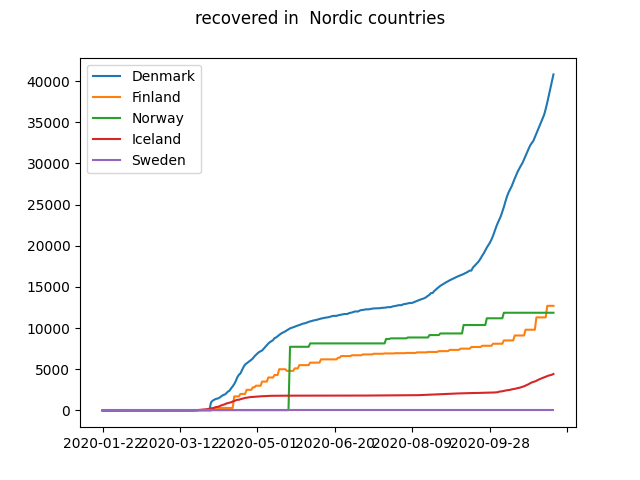 recovered in  Nordic countries
Denmark
Finland
Norway
Iceland
Sweden
40000
35000
30000
25000
20000
15000
10000
5000
0
2020-01-22 2020-03-12 2020-05-01 2020-06-20 2020-08-09 2020-09-28